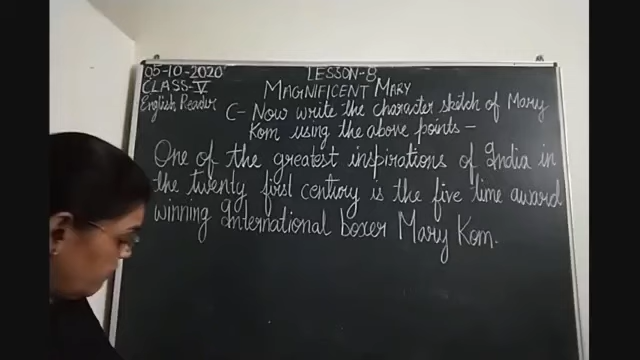 05-10-2020
CLASS-V
English Reader
LESSON-8
MAGNIFICENT MARY
C- Now write the character sketch of Mary
Kom using the above points -
One of the greatest inspirations of India in
the twenty first century is the five time award
winning International boxer Mary Kom.